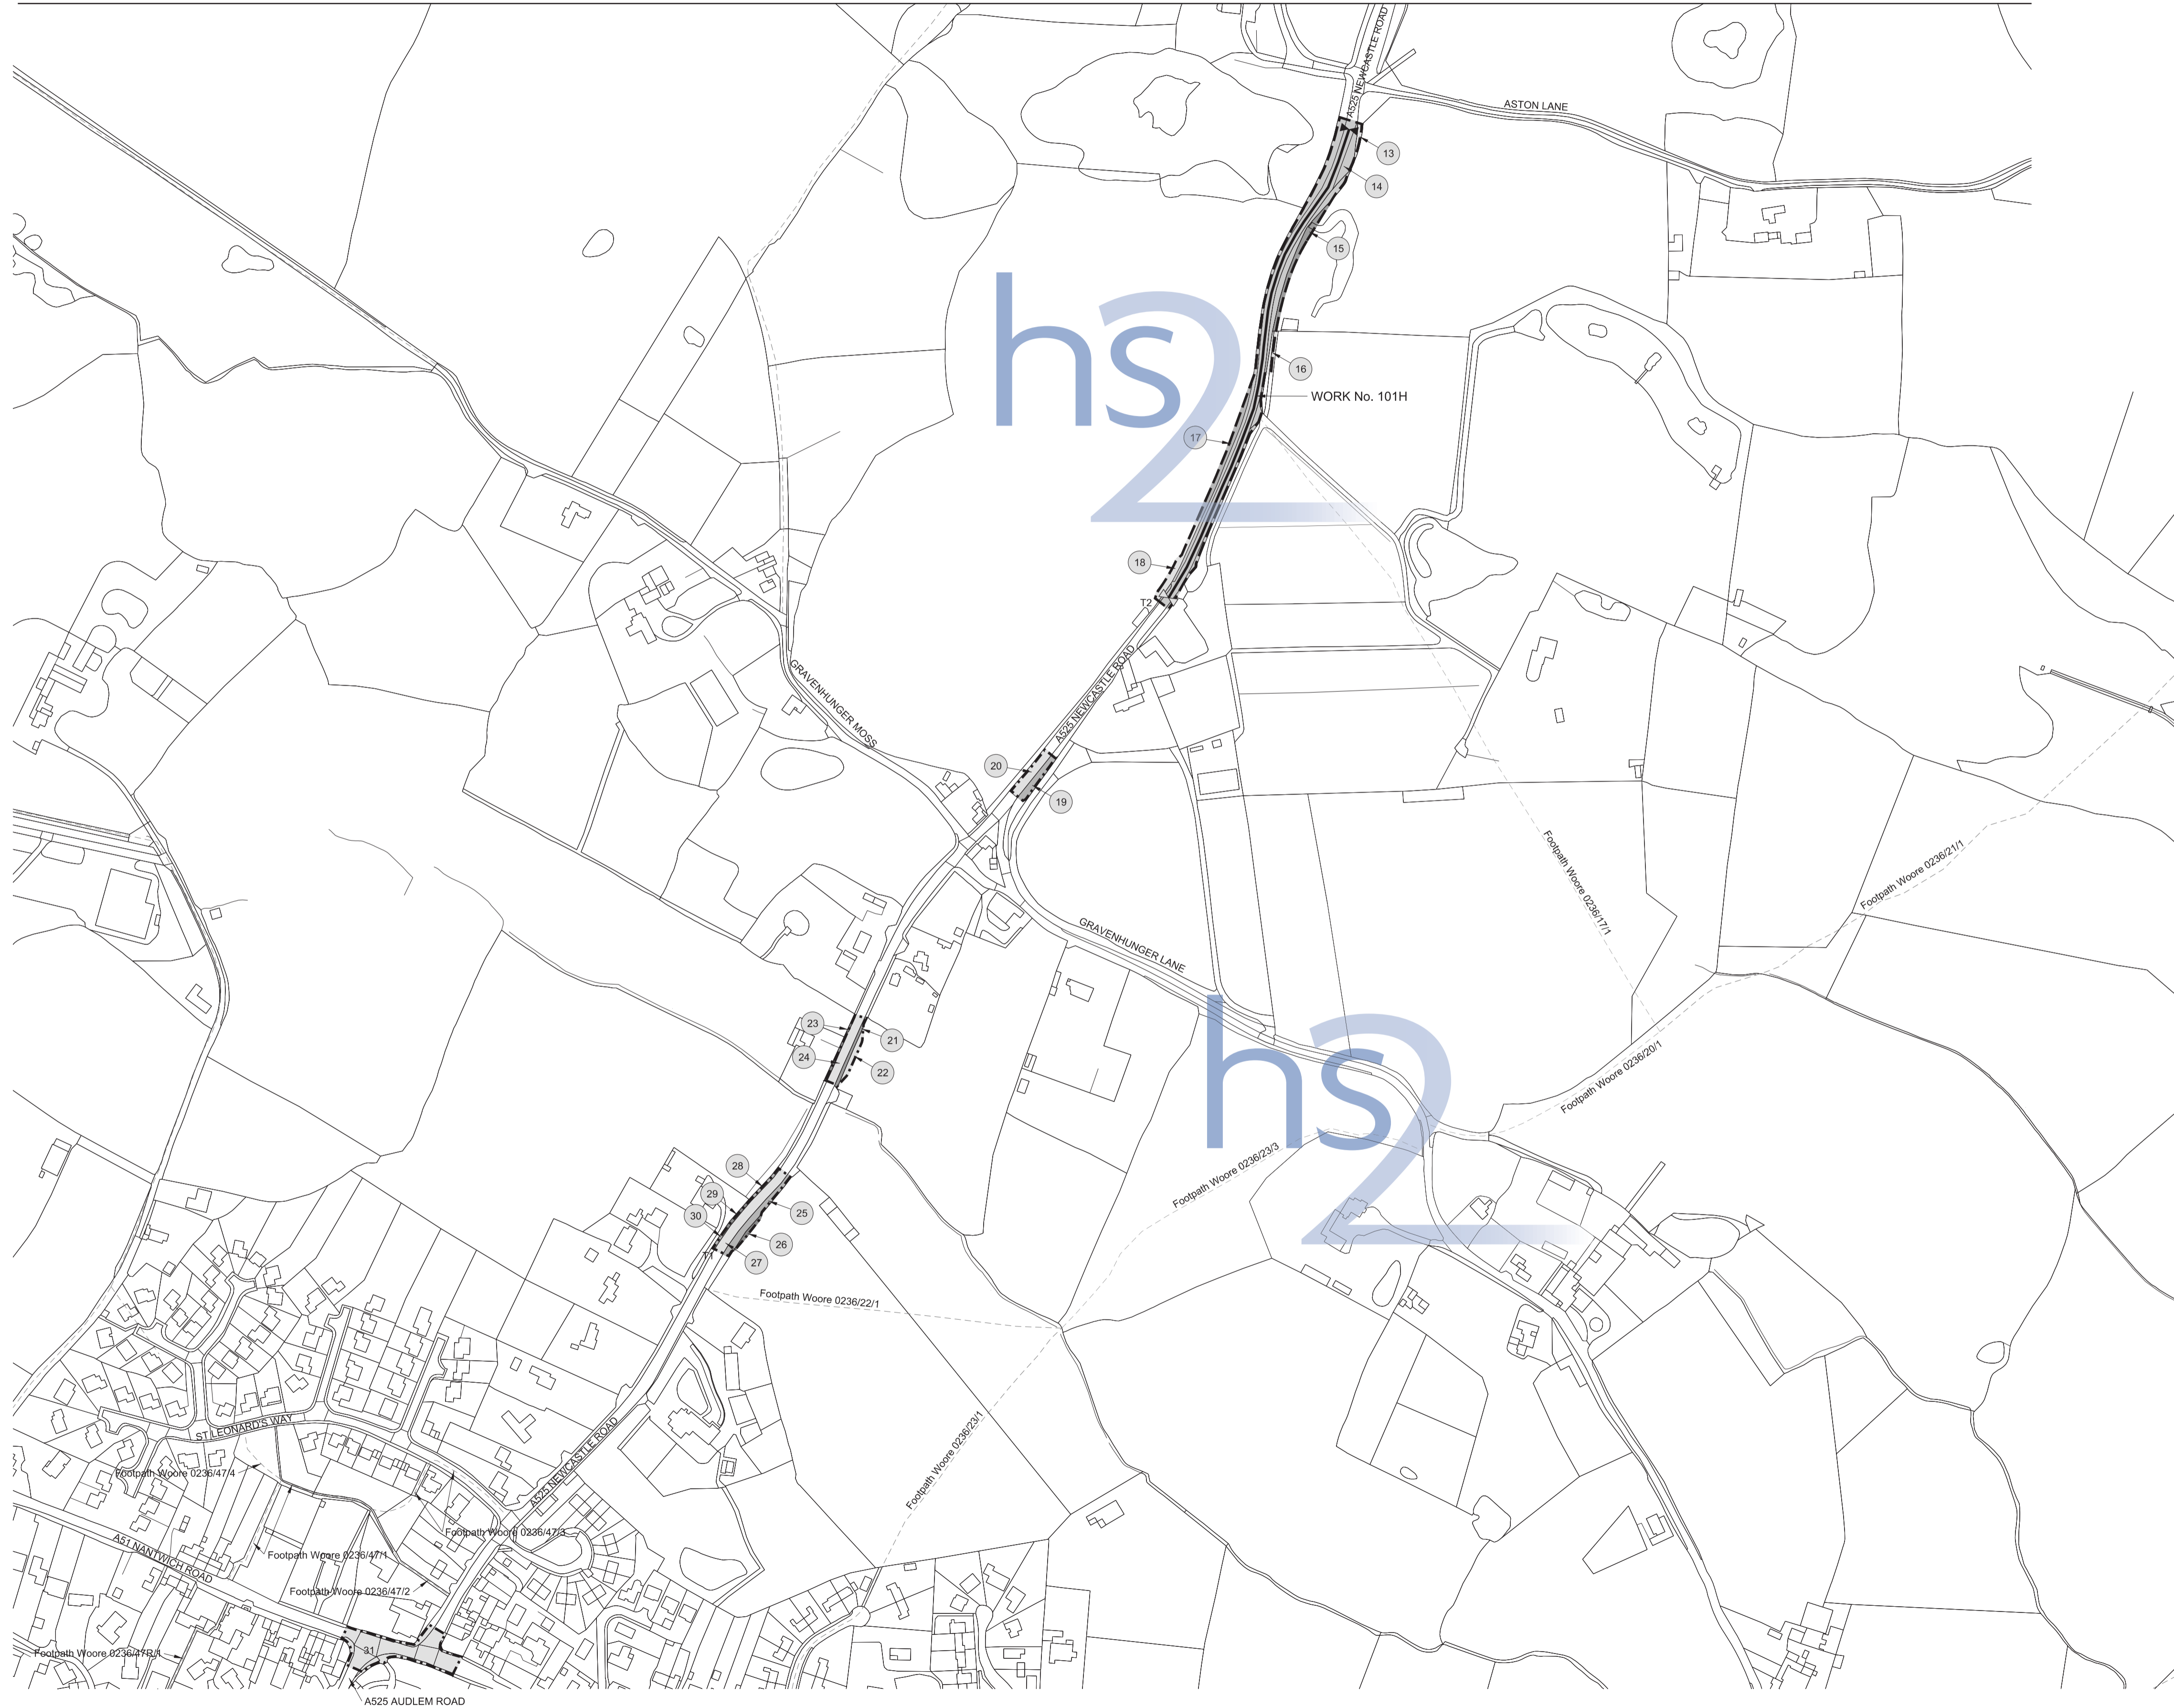 A525 NEWCASTLE ROAD
A525 NEWCASTLE ROAD
ASTON LANE
13
14
15
hs2
16
WORK No. 101H
17
18
T2
GRAVENHUNGER MOSS
A525 NEWCASTLE ROAD
20
19
Footpath Woore 0236/17/1
Footpath Woore 0236/21/1
GRAVENHUNGER LANE
hs2
23
21
24
22
Footpath Woore 0236/20/1
Footpath Woore 0236/23/3
28
29
30
25
26
27
T1
Footpath Woore 0236/22/1
ST LEONARD'S WAY
A525 NEWCASTLE ROAD
Footpath Woore 0236/23/1
Footpath Woore 0236/47/4
Footpath Woore 0236/47/3
A51 NANTWICH ROAD
Footpath Woore 0236/47/1
Footpath Woore 0236/47/2
31
Footpath Woore 0236/47R/1
A525 AUDLEM ROAD